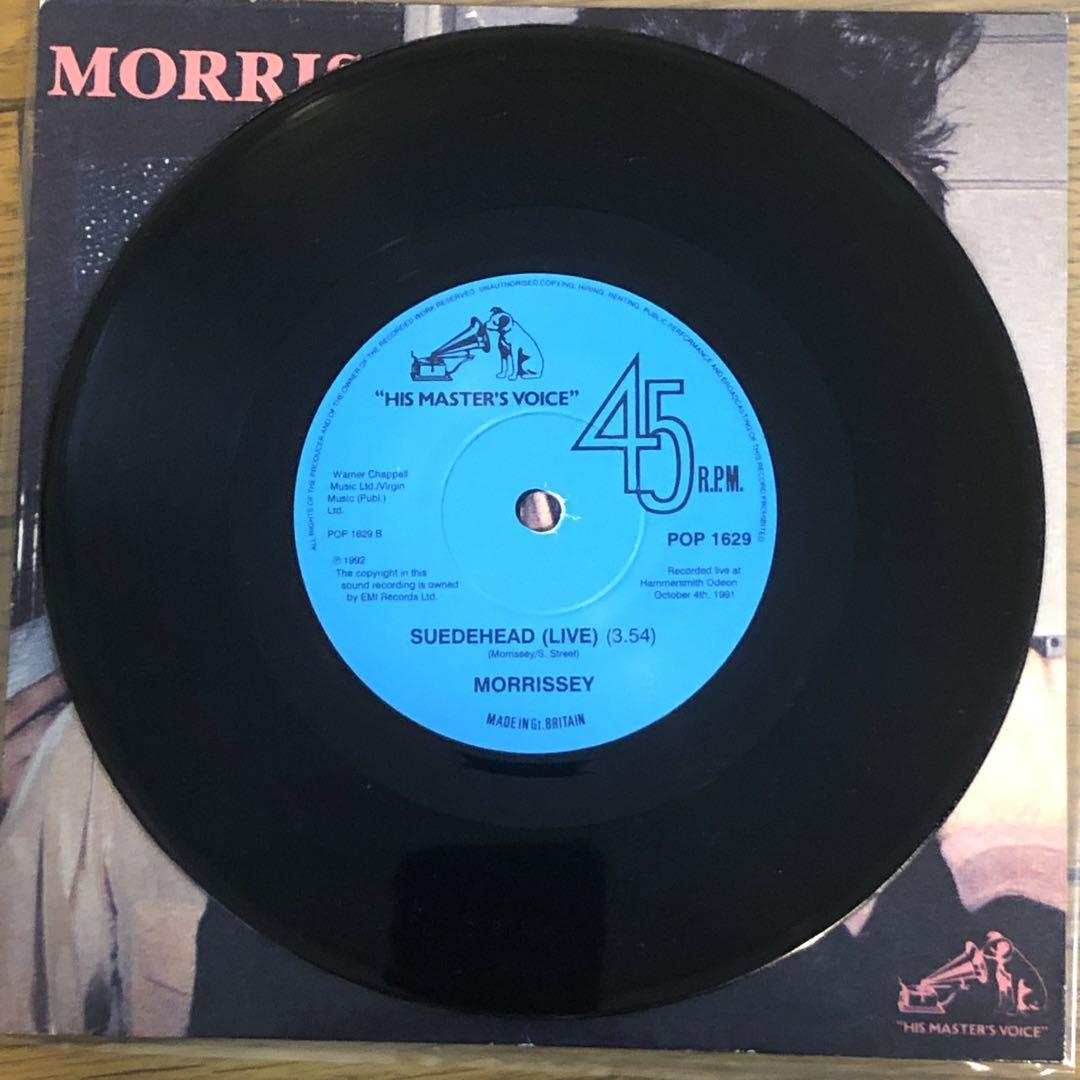 MORRIS
ALL RIGHTS OF THE PRODUCER AND OF THE OWNER OF THE RECORDED WORK RESERVED. UNAUTHORISED COPYING, HIRING, RENTING, PUBLIC PERFORMANCE AND BROADCASTING OF THIS RECORD PROHIBITED
"HIS MASTER'S VOICE"
45
R.P.M.
Warner Chappell
Music Ltd./Virgin
Music (Publ.)
Ltd.
POP 1629 B
POP 1629
℗ 1992
The copyright in this
sound recording is owned
by EMI Records Ltd.
Recorded live at
Hammersmith Odeon
October 4th, 1991
SUEDEHEAD (LIVE) (3.54)
(Morrissey/S. Street)
MORRISSEY
MADE IN Gt. BRITAIN
"HIS MASTER'S VOICE"